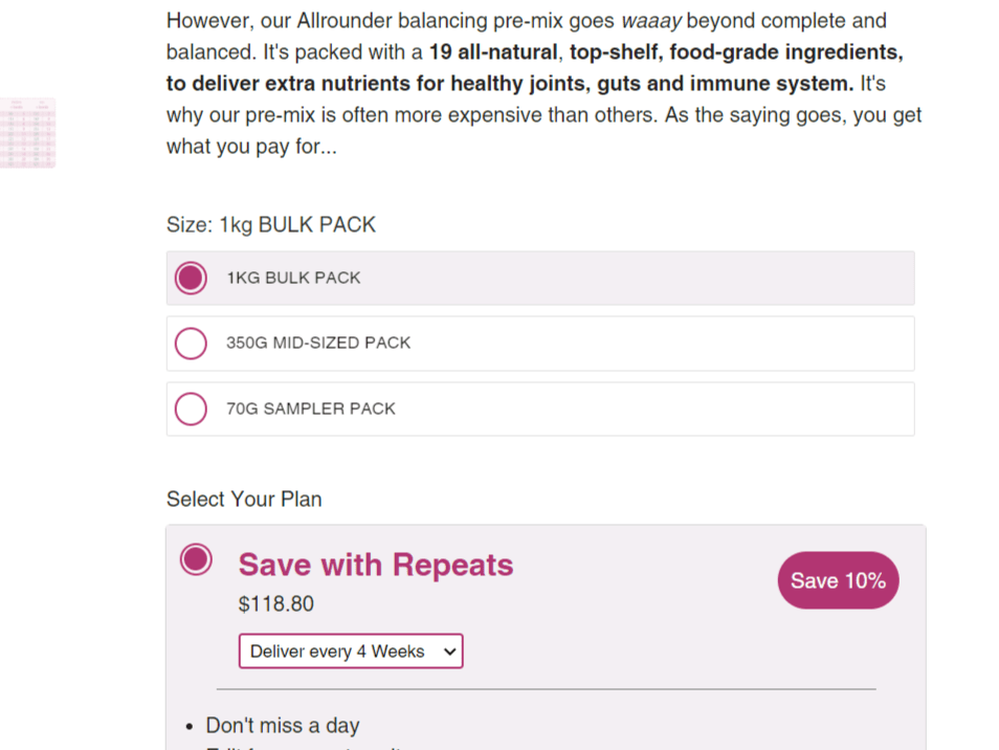 However, our Allrounder balancing pre-mix goes waaay beyond complete and
balanced. It's packed with a 19 all-natural, top-shelf, food-grade ingredients,
to deliver extra nutrients for healthy joints, guts and immune system. It's
why our pre-mix is often more expensive than others. As the saying goes, you get
what you pay for...
Size: 1kg BULK PACK
1KG BULK PACK
350G MID-SIZED PACK
70G SAMPLER PACK
Select Your Plan
Save with Repeats
Save 10%
$118.80
Deliver every 4 Weeks
• Don't miss a day